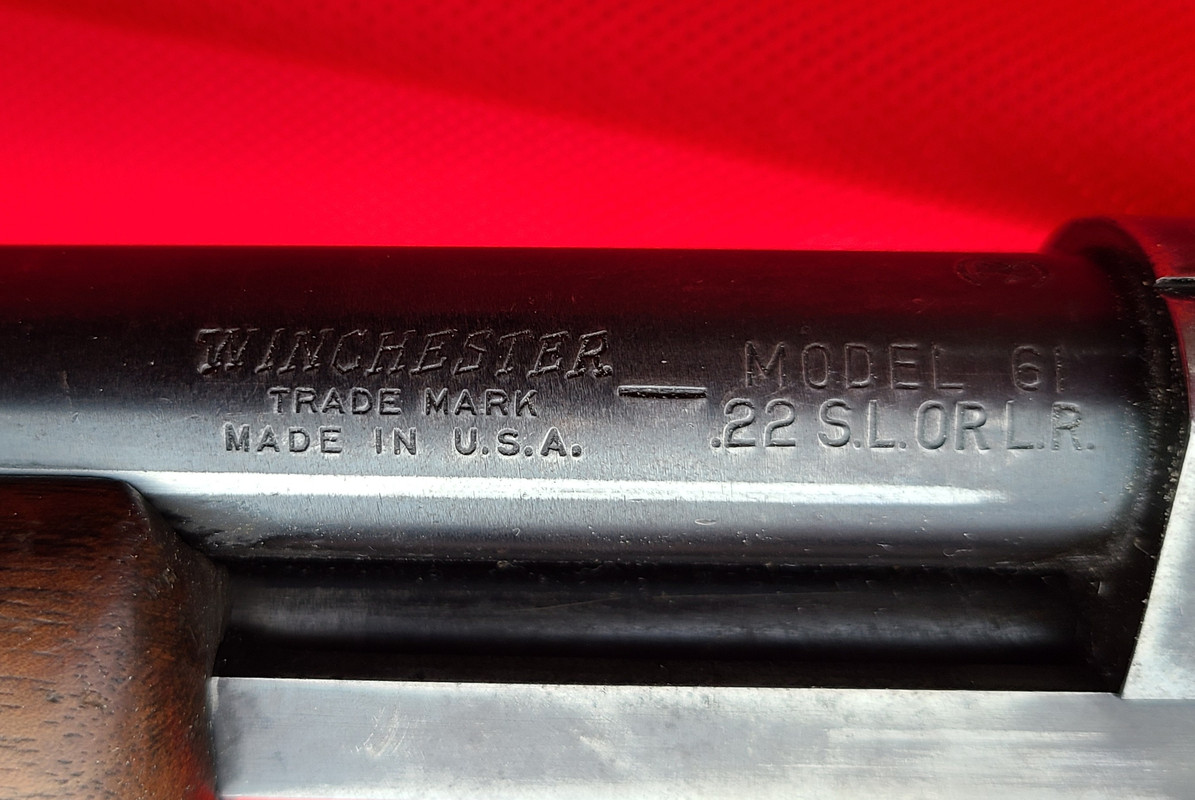 WINCHESTER
TRADE MARK
MADE IN U.S.A.
—
MODEL 61
.22 S.L. OR L.R.